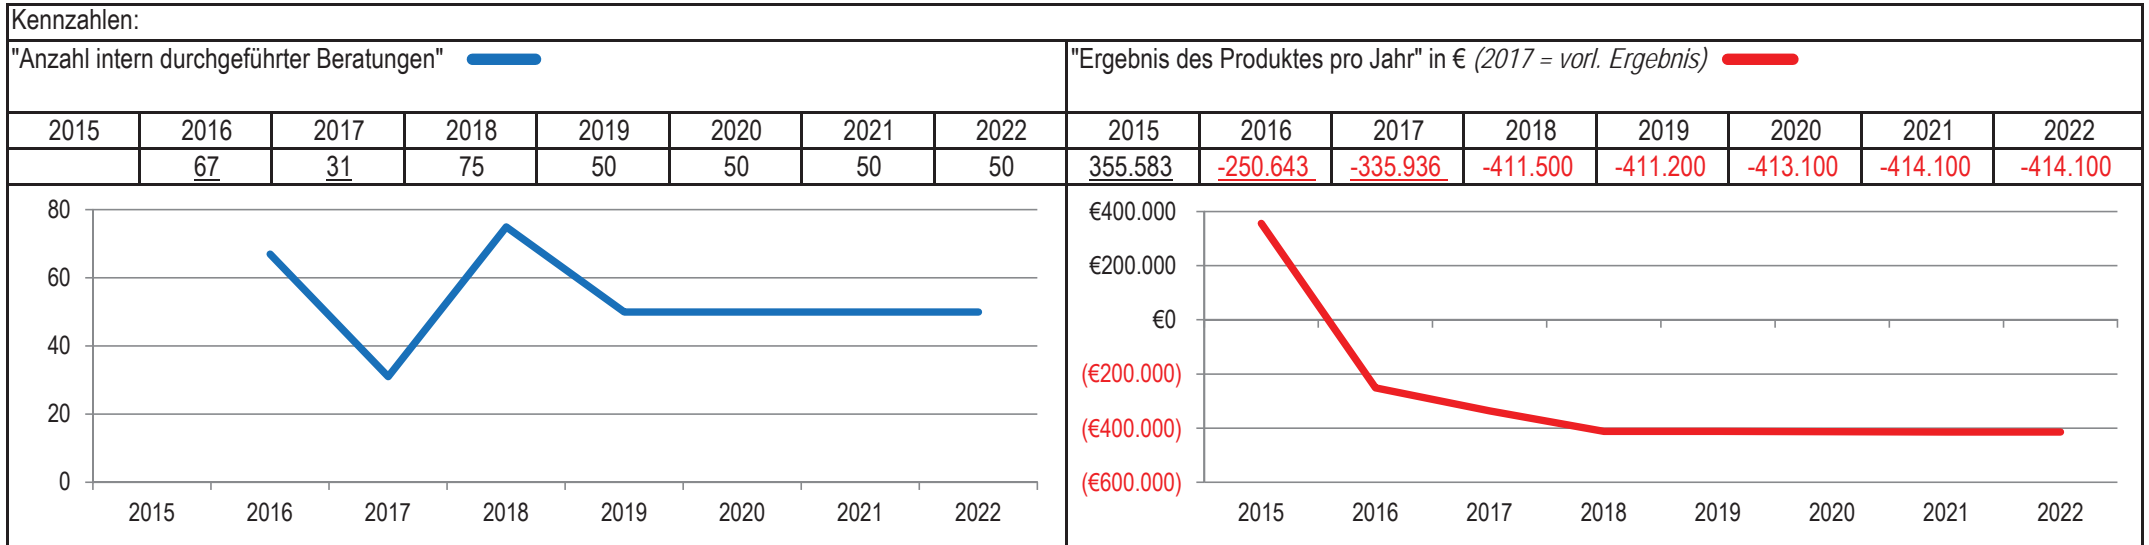 Kennzahlen:
"Anzahl intern durchgeführter Beratungen"
"Ergebnis des Produktes pro Jahr" in € (2017 = vorl. Ergebnis)
2015 2016 2017 2018 2019 2020 2021 2022
67 31 75 50 50 50 50
2015 2016 2017 2018 2019 2020 2021 2022
355.583 -250.643 -335.936 -411.500 -411.200 -413.100 -414.100 -414.100
80
60
40
20
0
2015 2016 2017 2018 2019 2020 2021 2022
€400.000
€200.000
€0
(€200.000)
(€400.000)
(€600.000)
2015 2016 2017 2018 2019 2020 2021 2022